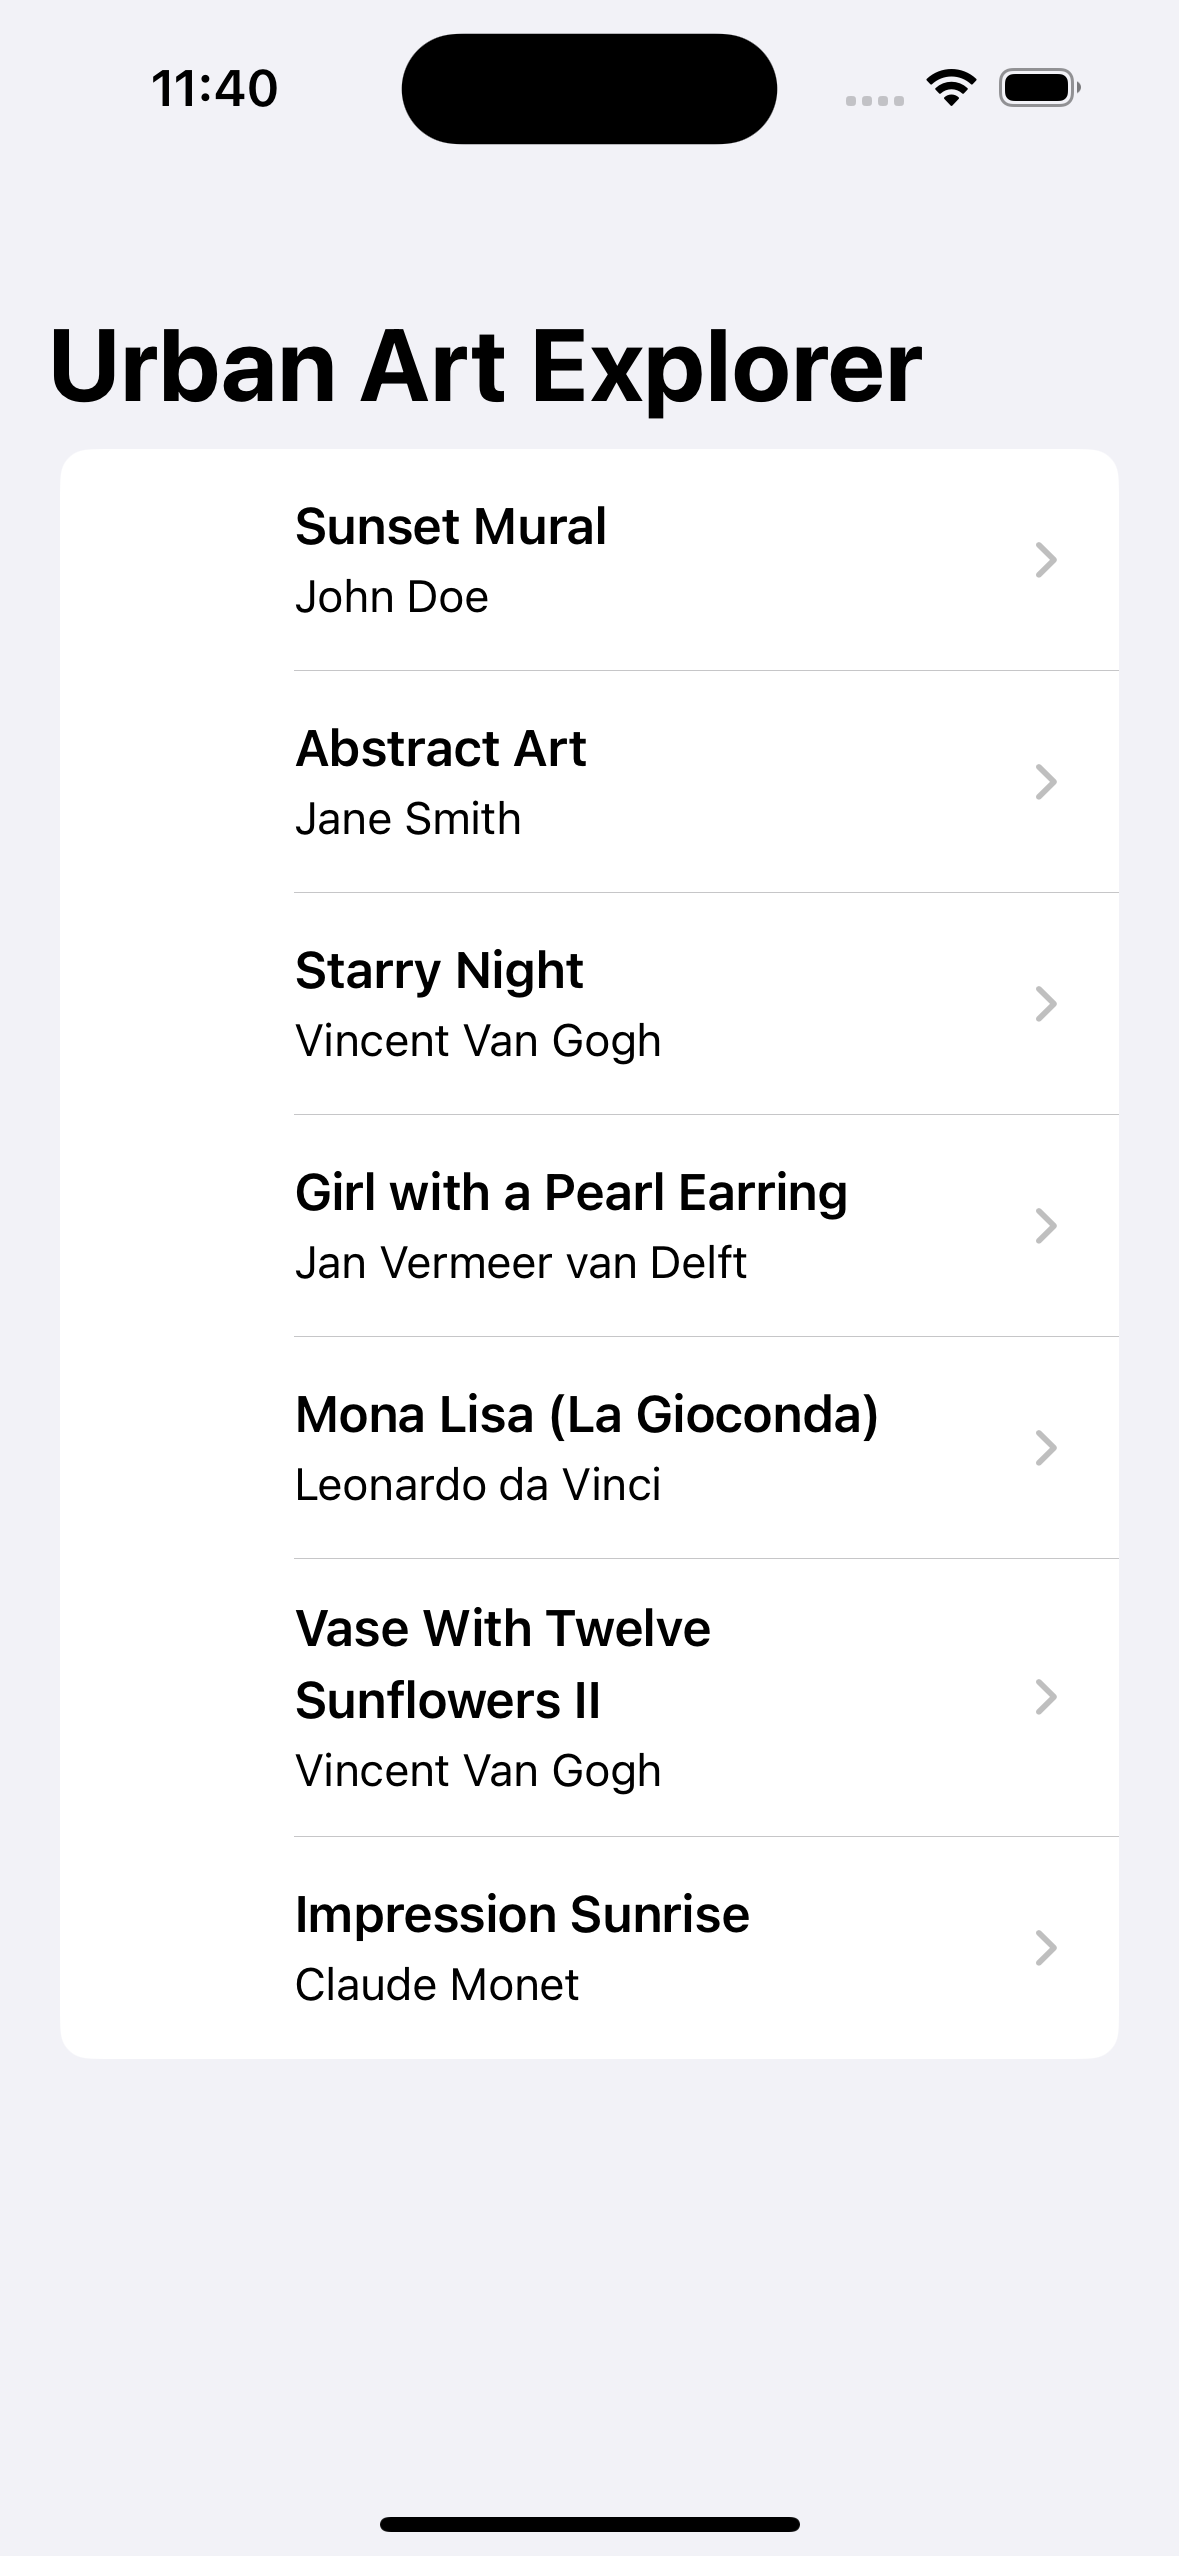 11:40
Urban Art Explorer
Sunset Mural
John Doe
Abstract Art
Jane Smith
Starry Night
Vincent Van Gogh
Girl with a Pearl Earring
Jan Vermeer van Delft
Mona Lisa (La Gioconda)
Leonardo da Vinci
Vase With Twelve
Sunflowers II
Vincent Van Gogh
Impression Sunrise
Claude Monet